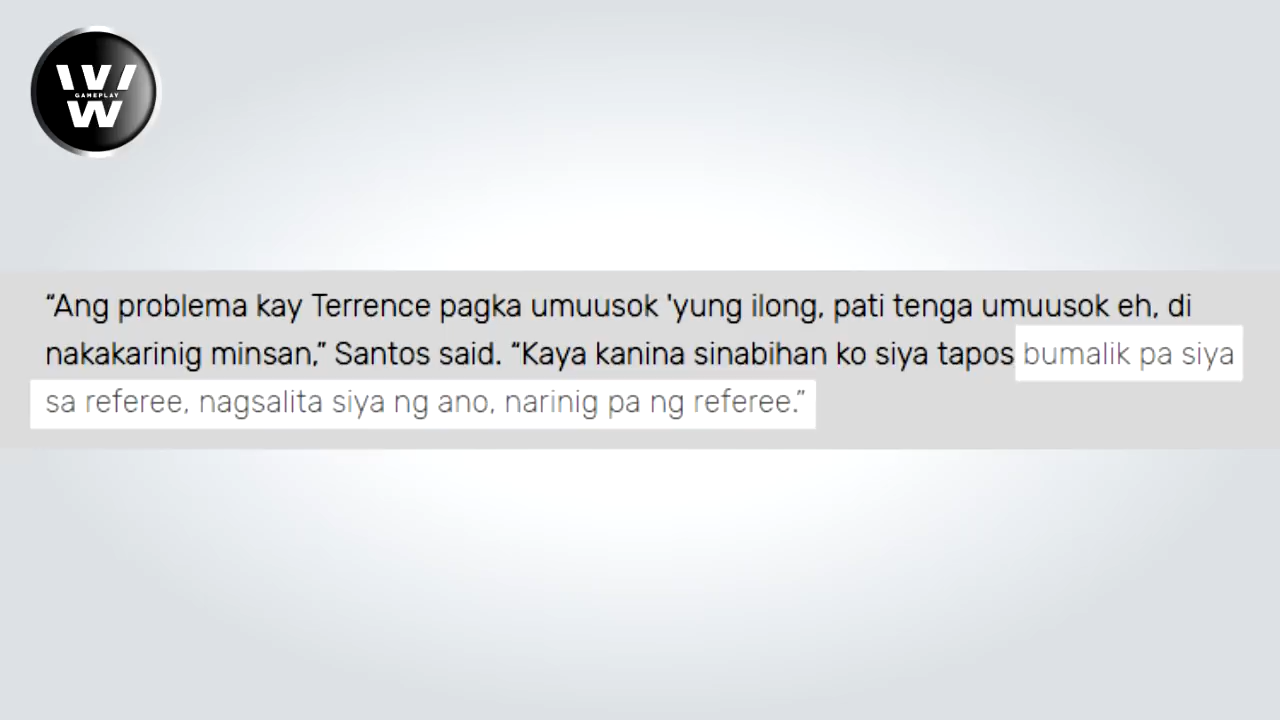 W
GAMEPLAY
W
“Ang problema kay Terrence pagka umuusok 'yung ilong, pati tenga umuusok eh, di
nakakarinig minsan,” Santos said. “Kaya kanina sinabihan ko siya tapos bumalik pa siya
sa referee, nagsalita siya ng ano, narinig pa ng referee.”